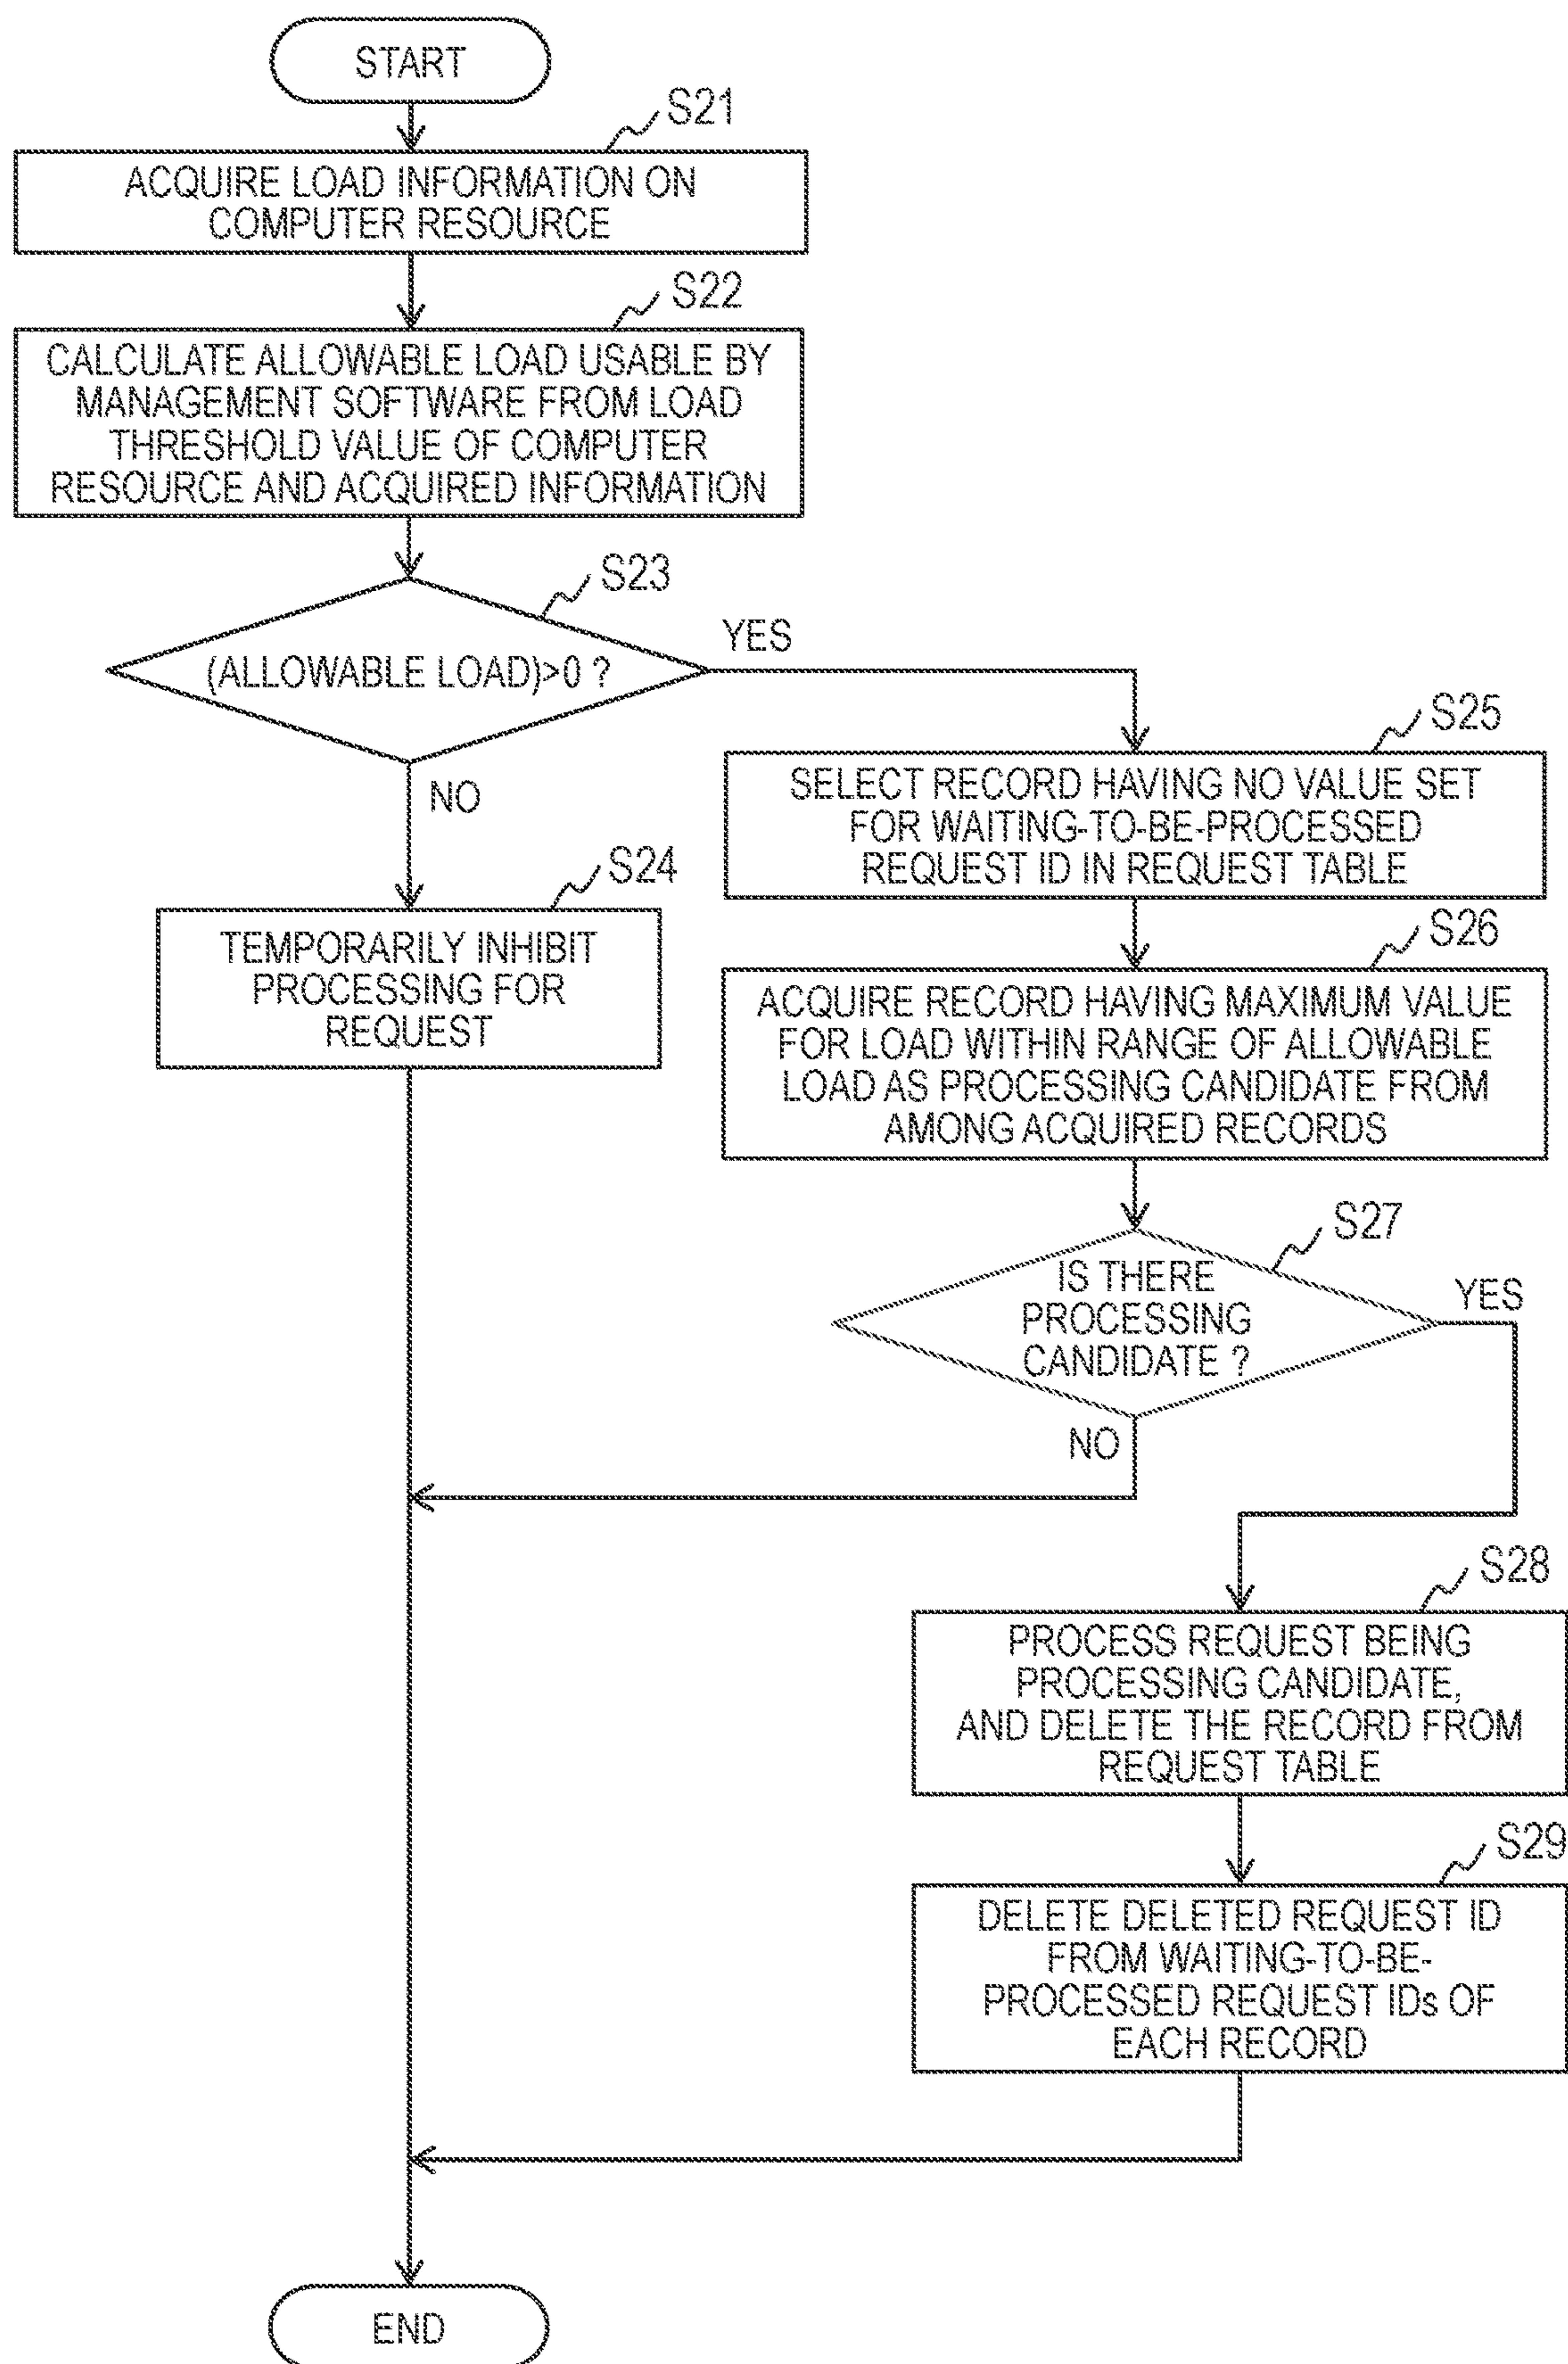 START
S21
ACQUIRE LOAD INFORMATION ON
COMPUTER RESOURCE
S22
CALCULATE ALLOWABLE LOAD USABLE BY
MANAGEMENT SOFTWARE FROM LOAD
THRESHOLD VALUE OF COMPUTER
RESOURCE AND ACQUIRED INFORMATION
S23
(ALLOWABLE LOAD)>0 ?
YES
NO
S24
TEMPORARILY INHIBIT
PROCESSING FOR
REQUEST
S25
SELECT RECORD HAVING NO VALUE SET
FOR WAITING-TO-BE-PROCESSED
REQUEST ID IN REQUEST TABLE
S26
ACQUIRE RECORD HAVING MAXIMUM VALUE
FOR LOAD WITHIN RANGE OF ALLOWABLE
LOAD AS PROCESSING CANDIDATE FROM
AMONG ACQUIRED RECORDS
S27
IS THERE
PROCESSING
CANDIDATE ?
YES
NO
S28
PROCESS REQUEST BEING
PROCESSING CANDIDATE,
AND DELETE THE RECORD FROM
REQUEST TABLE
S29
DELETE DELETED REQUEST ID
FROM WAITING-TO-BE-
PROCESSED REQUEST IDs OF
EACH RECORD
END